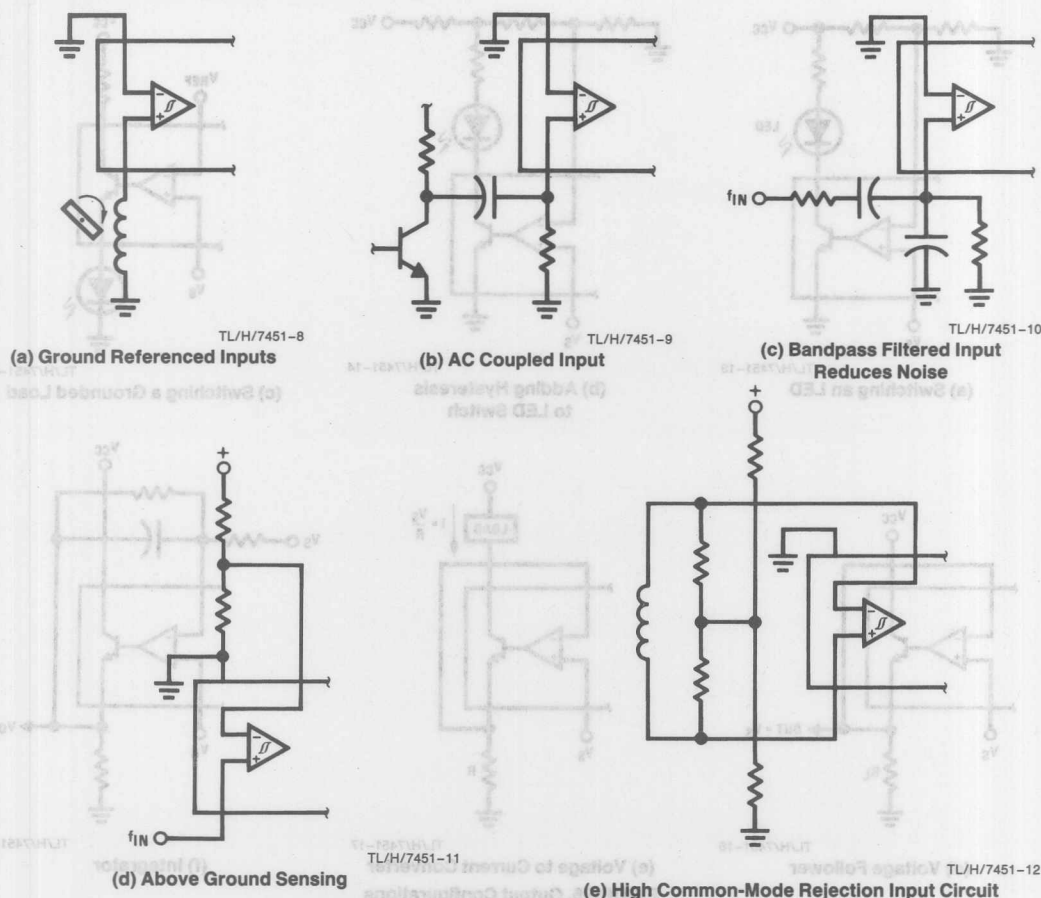 TL/H/7451–8
(a) Ground Referenced Inputs
TL/H/7451–9
(b) AC Coupled Input
fIN
TL/H/7451–10
(c) Bandpass Filtered Input
Reduces Noise
+
fIN
TL/H/7451–11
(d) Above Ground Sensing
+
TL/H/7451–12
(e) High Common-Mode Rejection Input Circuit